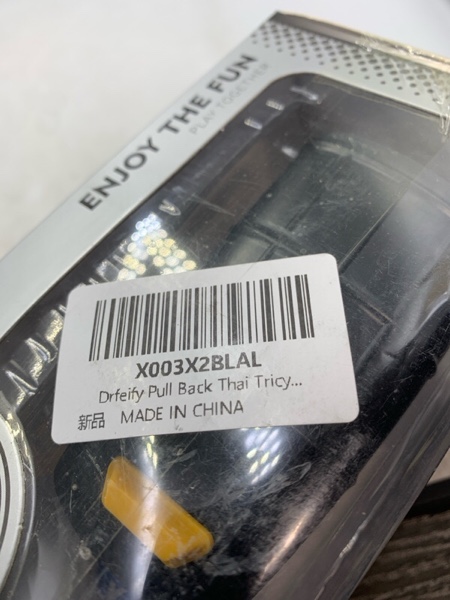 ENJOY THE FUN
PLAY TOGETHER
X003X2BLAL
Drfeify Pull Back Thai Tricy...
新品 MADE IN CHINA